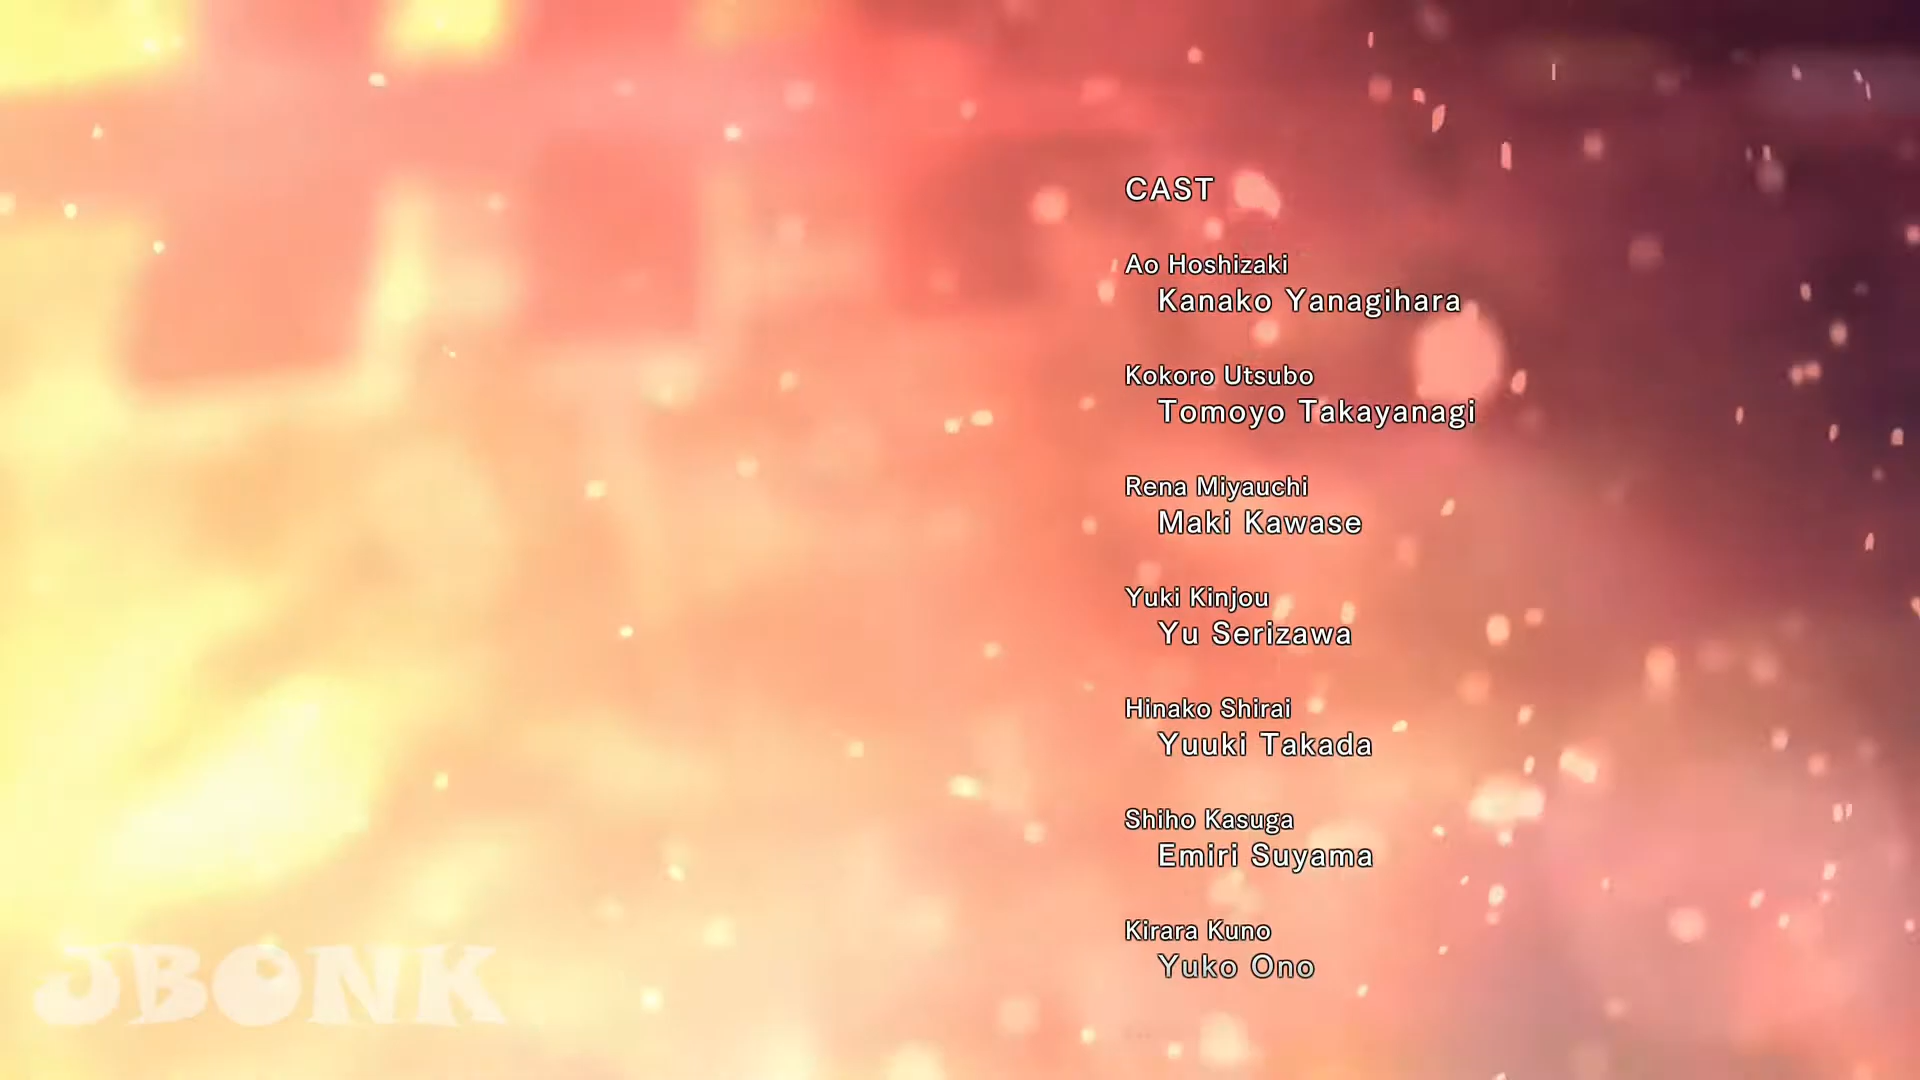 CAST
Ao Hoshizaki
Kanako Yanagihara
Kokoro Utsubo
Tomoyo Takayanagi
Rena Miyauchi
Maki Kawase
Yuki Kinjou
Yu Serizawa
Hinako Shirai
Yuuki Takada
Shiho Kasuga
Emiri Suyama
Kirara Kuno
Yuko Ono
JBONK